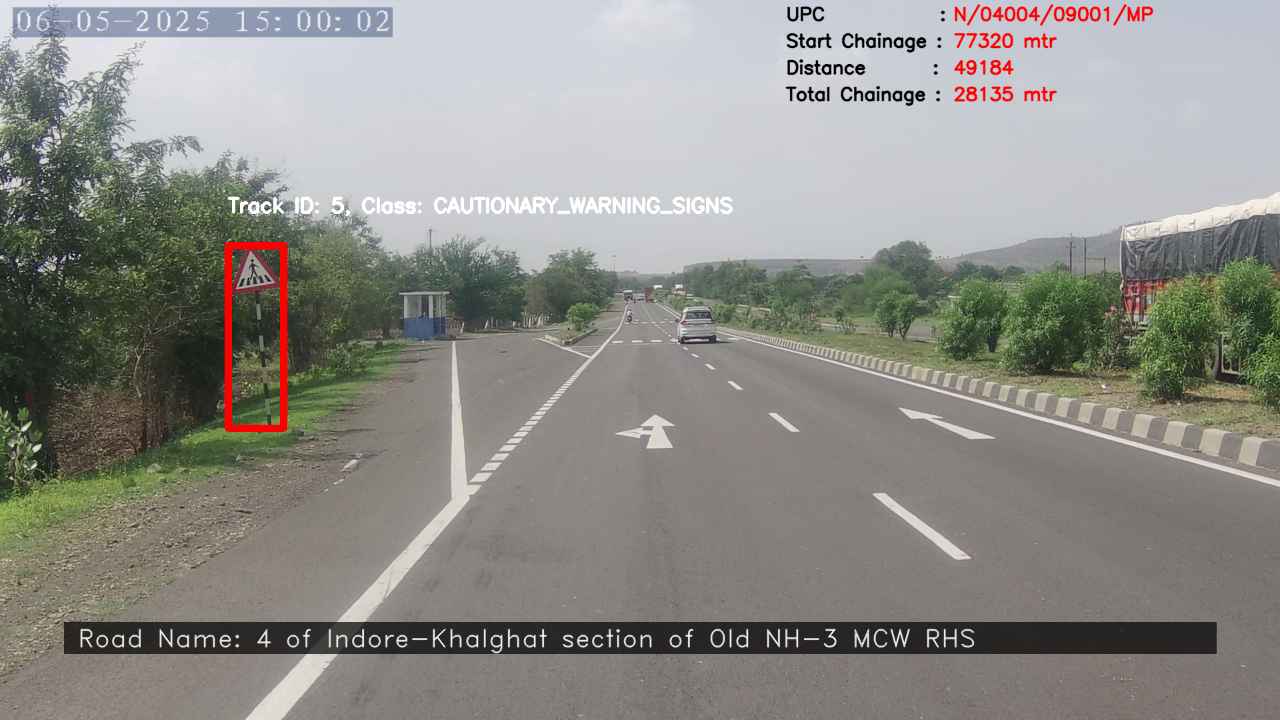 06-05-2025 15:00:02
UPC : N/04004/09001/MP
Start Chainage : 77320 mtr
Distance : 49184
Total Chainage : 28135 mtr
Track ID: 5, Class: CAUTIONARY_WARNING_SIGNS
Road Name: 4 of Indore-Khalghat section of Old NH-3 MCW RHS